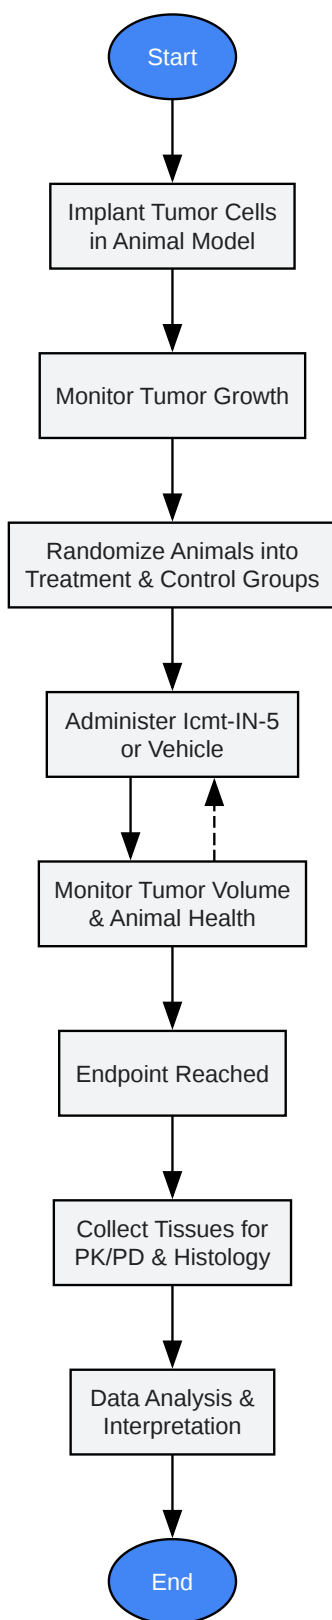 Start
Implant Tumor Cells
in Animal Model
Monitor Tumor Growth
Randomize Animals into
Treatment & Control Groups
Administer Icmt-IN-5
or Vehicle
Monitor Tumor Volume
& Animal Health
Endpoint Reached
Collect Tissues for
PK/PD & Histology
Data Analysis &
Interpretation
End